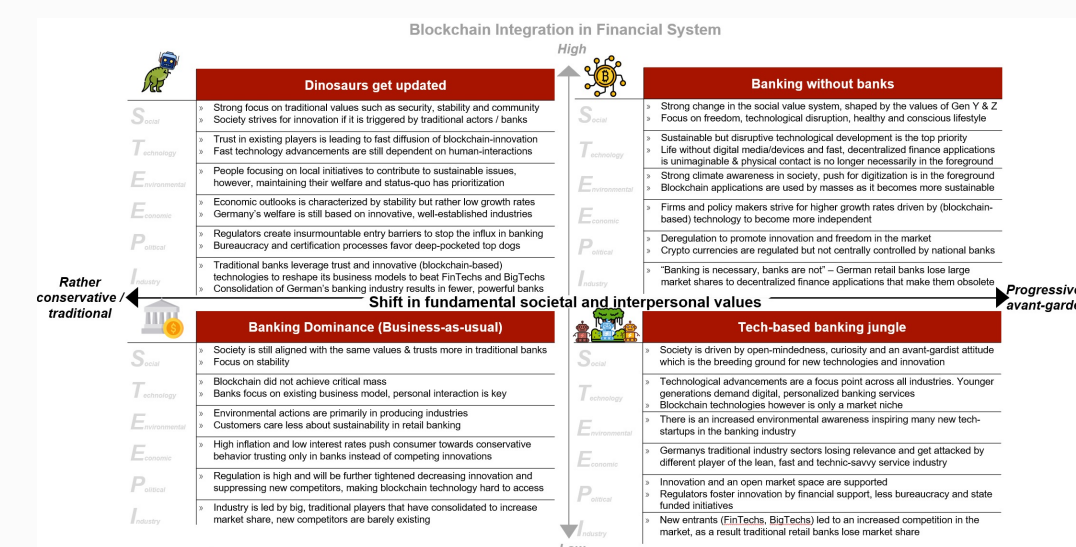 Blockchain Integration in Financial System
High
Dinosaurs get updated
Social
» Strong focus on traditional values such as security, stability and community
» Society strives for innovation if it is triggered by traditional actors / banks
Technology
» Trust in existing players is leading to fast diffusion of blockchain-innovation
» Fast technology advancements are still dependent on human-interactions
Environmental
» People focusing on local initiatives to contribute to sustainable issues,
however, maintaining their welfare and status-quo has prioritization
Economic
» Economic outlooks is characterized by stability but rather low growth rates
» Germany's welfare is still based on innovative, well-established industries
Political
» Regulators create insurmountable entry barriers to stop the influx in banking
» Bureaucracy and certification processes favor deep-pocketed top dogs
Industry
» Traditional banks leverage trust and innovative (blockchain-based)
technologies to reshape its business models to beat FinTechs and BigTechs
» Consolidation of German's banking industry results in fewer, powerful banks
Banking without banks
Social
» Strong change in the social value system, shaped by the values of Gen Y & Z
» Focus on freedom, technological disruption, healthy and conscious lifestyle
Technology
» Sustainable but disruptive technological development is the top priority
» Life without digital media/devices and fast, decentralized finance applications
is unimaginable & physical contact is no longer necessarily in the foreground
Environmental
» Strong climate awareness in society, push for digitization is in the foreground
» Blockchain applications are used by masses as it becomes more sustainable
Economic
» Firms and policy makers strive for higher growth rates driven by (blockchain-
based) technology to become more independent
Political
» Deregulation to promote innovation and freedom in the market
» Crypto currencies are regulated but not centrally controlled by national banks
Industry
» "Banking is necessary, banks are not" – German retail banks lose large
market shares to decentralized finance applications that make them obsolete
Rather
conservative /
traditional
Shift in fundamental societal and interpersonal values
Progressive
avant-garde
Banking Dominance (Business-as-usual)
Social
» Society is still aligned with the same values & trusts more in traditional banks
» Focus on stability
Technology
» Blockchain did not achieve critical mass
» Banks focus on existing business model, personal interaction is key
Environmental
» Environmental actions are primarily in producing industries
» Customers care less about sustainability in retail banking
Economic
» High inflation and low interest rates push consumer towards conservative
behavior trusting only in banks instead of competing innovations
Political
» Regulation is high and will be further tightened decreasing innovation and
suppressing new competitors, making blockchain technology hard to access
Industry
» Industry is led by big, traditional players that have consolidated to increase
market share, new competitors are barely existing
Tech-based banking jungle
Social
» Society is driven by open-mindedness, curiosity and an avant-gardist attitude
which is the breeding ground for new technologies and innovation
Technology
» Technological advancements are a focus point across all industries. Younger
generations demand digital, personalized banking services
» Blockchain technologies however is only a market niche
Environmental
» There is an increased environmental awareness inspiring many new tech-
startups in the banking industry
Economic
» Germanys traditional industry sectors losing relevance and get attacked by
different player of the lean, fast and technic-savvy service industry
Political
» Innovation and an open market space are supported
» Regulators foster innovation by financial support, less bureaucracy and state
funded initiatives
Industry
» New entrants (FinTechs, BigTechs) led to an increased competition in the
market, as a result traditional retail banks lose market share